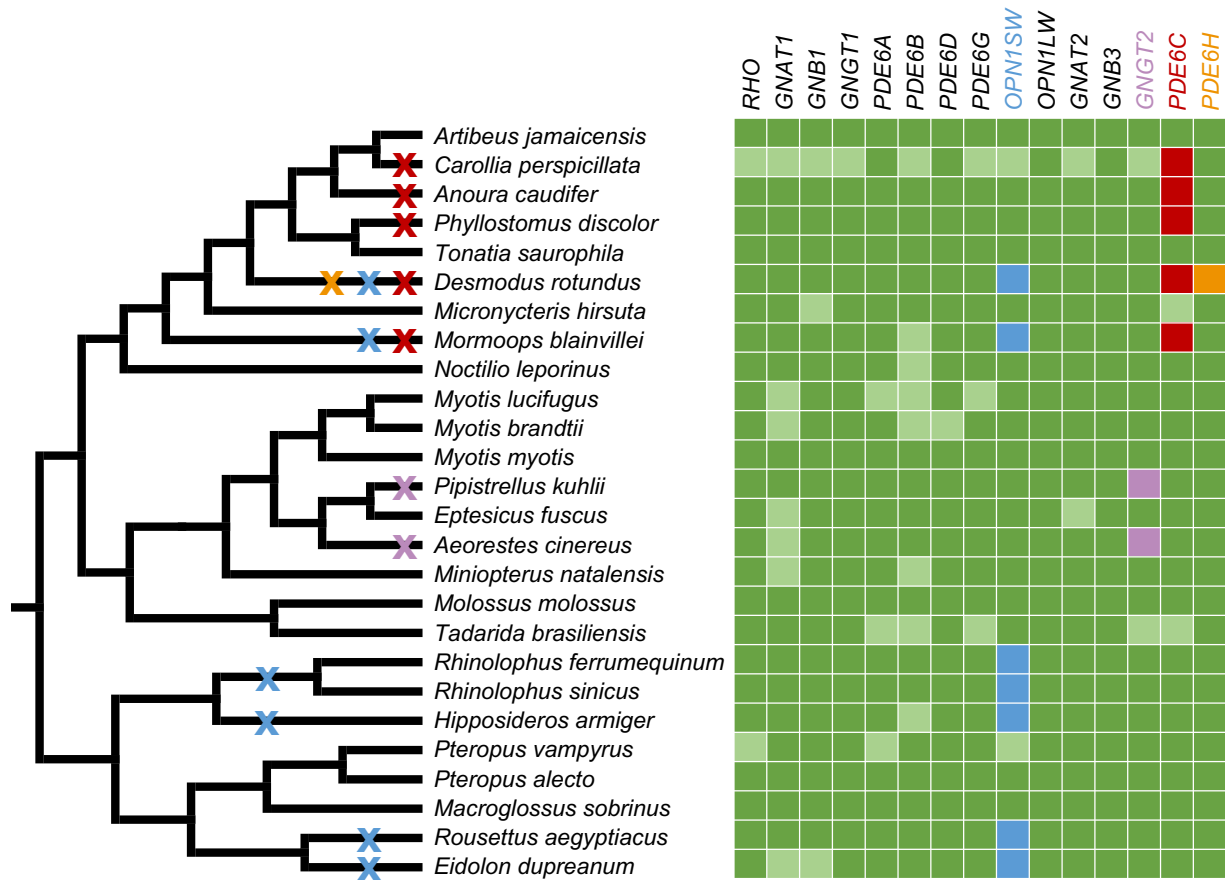 RHO
GNAT1
GNB1
GNGT1
PDE6A
PDE6B
PDE6D
PDE6G
OPN1SW
OPN1LW
GNAT2
GNB3
GNGT2
PDE6C
PDE6H
Artibeus jamaicensis
Carollia perspicillata
Anoura caudifer
Phyllostomus discolor
Tonatia saurophila
Desmodus rotundus
Micronycteris hirsuta
Mormoops blainvillei
Noctilio leporinus
Myotis lucifugus
Myotis brandtii
Myotis myotis
Pipistrellus kuhlii
Eptesicus fuscus
Aeorestes cinereus
Miniopterus natalensis
Molossus molossus
Tadarida brasiliensis
Rhinolophus ferrumequinum
Rhinolophus sinicus
Hipposideros armiger
Pteropus vampyrus
Pteropus alecto
Macroglossus sobrinus
Rousettus aegyptiacus
Eidolon dupreanum